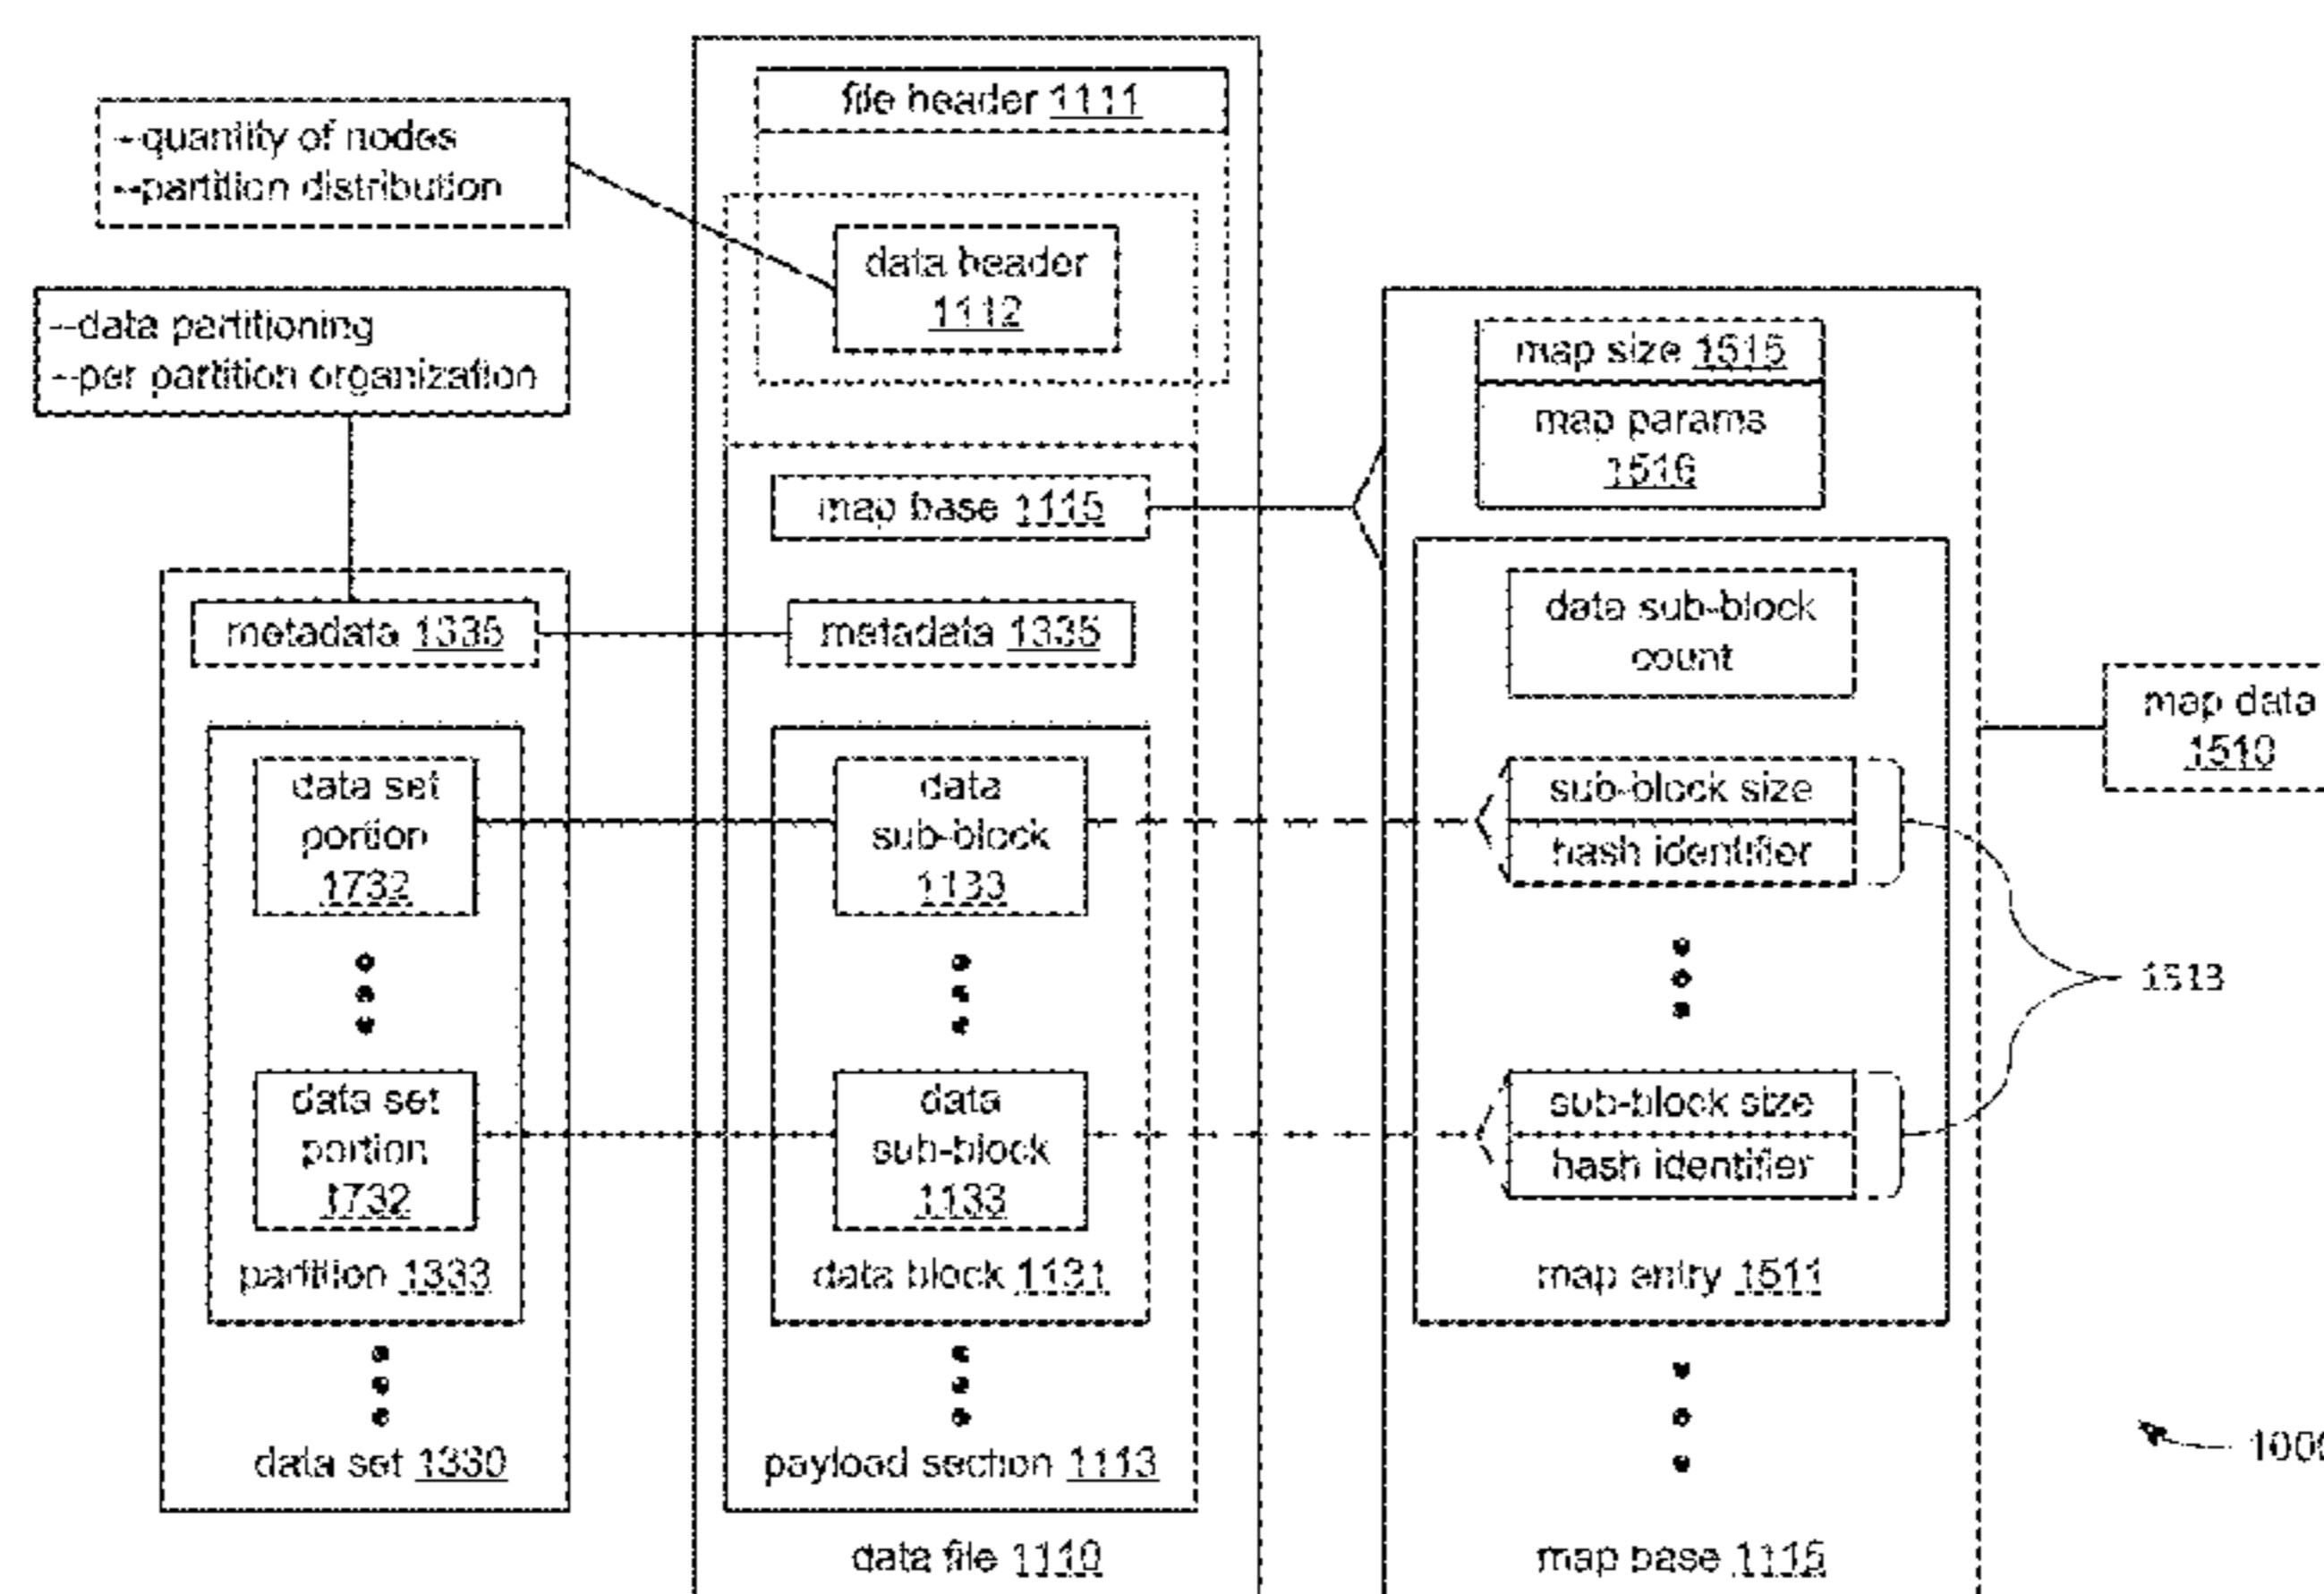 --quantity of nodes
--partition distribution
--data partitioning
--per partition organization
metadata 1335
data set
portion
1732
data set
portion
1732
partition 1333
data set 1330
file header 1111
data header
1112
map base 1115
metadata 1335
data
sub-block
1133
data
sub-block
1133
data block 1131
payload section 1113
data file 1110
map size 1515
map params
1516
data sub-block
count
sub-block size
hash identifier
sub-block size
hash identifier
map entry 1511
map base 1115
map data
1510
1513